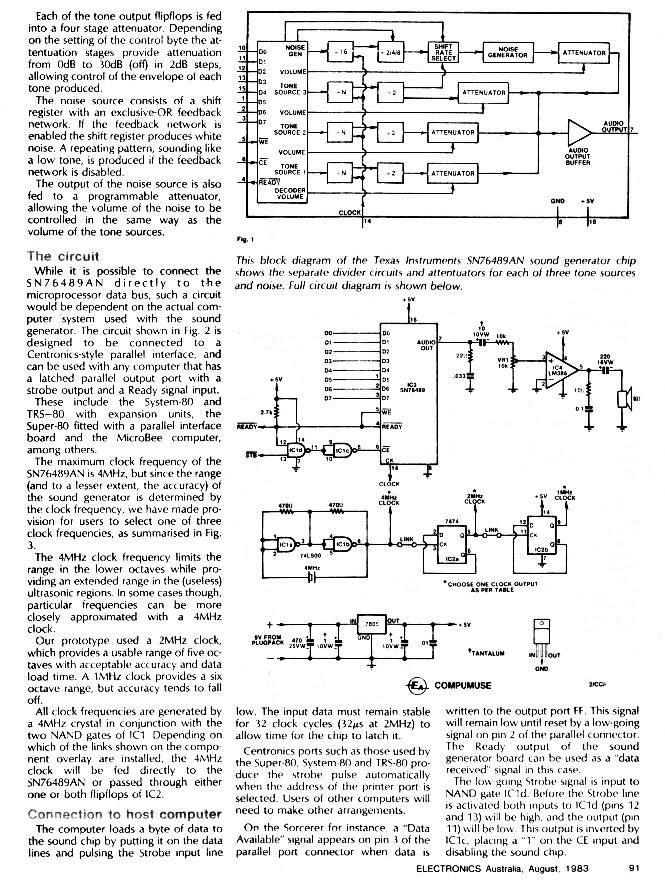 Each of the tone output flipflops is fed
into a four stage attenuator. Depending
on the setting of the control byte the at-
tentuation stages provide attenuation
from 0dB to 30dB (off) in 2dB steps,
allowing control of the envelope of each
tone produced.
The noise source consists of a shift
register with an exclusive-OR feedback
network. If the feedback network is
enabled the shift register produces white
noise. A repeating pattern, sounding like
a low tone, is produced if the feedback
network is disabled.
The output of the noise source is also
fed to a programmable attenuator,
allowing the volume of the noise to be
controlled in the same way as the
volume of the tone sources.
The circuit
While it is possible to connect the
SN76489AN directly to the
microprocessor data bus, such a circuit
would be dependent on the actual com-
puter system used with the sound
generator. The circuit shown in Fig. 2 is
designed to be connected to a
Centronics-style parallel interface, and
can be used with any computer that has
a latched parallel output port with a
strobe output and a Ready signal input.
These include the System-80 and
TRS-80 with expansion units, the
Super-80 fitted with a parallel interface
board and the MicroBee computer,
among others.
The maximum clock frequency of the
SN76489AN is 4MHz, but since the range
(and to a lesser extent, the accuracy) of
the sound generator is determined by
the clock frequency, we have made pro-
vision for users to select one of three
clock frequencies, as summarised in Fig.
3.
The 4MHz clock frequency limits the
range in the lower octaves while pro-
viding an extended range in the (useless)
ultrasonic regions. In some cases though,
particular frequencies can be more
closely approximated with a 4MHz
clock.
Our prototype used a 2MHz clock,
which provides a usable range of five oc-
taves with acceptable accuracy and data
load time. A 1MHz clock provides a six
octave range, but accuracy tends to fall
off.
All clock frequencies are generated by
a 4MHz crystal in conjunction with the
two NAND gates of IC1 Depending on
which of the links shown on the compo-
nent overlay are installed, the 4MHz
clock will be fed directly to the
SN76489AN or passed through either
one or both flipflops of IC2.
Connection to host computer
The computer loads a byte of data to
the sound chip by putting it on the data
lines and pulsing the Strobe input line
10
11
12
13
15
1
2
3
5
6
4
D0
D1
D2
D3
D4
D5
D6
D7
WE
CE
READY
NOISE
GEN
VOLUME
TONE
SOURCE 3
VOLUME
TONE
SOURCE 2
VOLUME
TONE
SOURCE 1
DECODER
VOLUME
÷ 16
÷ 2/4/8
SHIFT
RATE
SELECT
NOISE
GENERATOR
ATTENUATOR
÷ N
÷ 2
ATTENUATOR
÷ N
÷ 2
ATTENUATOR
÷ N
÷ 2
ATTENUATOR
AUDIO
OUTPUT
7
AUDIO
OUTPUT
BUFFER
CLOCK
14
GND
+5V
8
16
Fig. 1
This block diagram of the Texas Instruments SN76489AN sound generator chip
shows the separate divider circuits and attentuators for each of three tone sources
and noise. Full circuit diagram is shown below.
+5V
16
D0
D1
D2
D3
D4
D5
D6
D7
D0
D1
D2
D3
D4
D5
D6
D7
AUDIO
OUT
7
IC3
SN76489
WE
READY
CE
CK
14
8
CLOCK
+5V
2.7k
READY
STB
12
13
14
7
IC1d
11
10
IC1c
6
22Ω
.033
10
10VW
10k
VR1
10k
+5V
IC4
LM386
220
16VW
10Ω
0.1
8Ω
4MHz
CLOCK
2MHz
CLOCK
1MHz
CLOCK
470Ω
470Ω
IC1a
IC1b
74LS00
4MHz
LINK
7474
D
Q
CK
Q
IC2a
LINK
+5V
D
Q
CK
Q
IC2b
*CHOOSE ONE CLOCK OUTPUT
AS PER TABLE
9V FROM
PLUGPACK
470
25VW
1
10VW
IN
7805
OUT
GND
1
10VW
.01
+5V
†TANTALUM
IN
OUT
GND
EA
COMPUMUSE
2/CC/-
low. The input data must remain stable
for 32 clock cycles (32μs at 2MHz) to
allow time for the chip to latch it.
Centronics ports such as those used by
the Super-80, System-80 and TRS-80 pro-
duce the strobe pulse automatically
when the address of the printer port is
selected. Users of other computers will
need to make other arrangements.
On the Sorcerer for instance, a "Data
Available" signal appears on pin 3 of the
parallel port connector when data is
written to the output port FF. This signal
will remain low until reset by a low-going
signal on pin 2 of the parallel connector.
The Ready output of the sound
generator board can be used as a "data
received" signal in this case.
The low going Strobe signal is input to
NAND gate IC1d. Before the Strobe line
is activated both inputs to IC1d (pins 12
and 13) will be high, and the output (pin
11) will be low. This output is inverted by
IC1c, placing a "1" on the CE input and
disabling the sound chip.
ELECTRONICS Australia, August, 1983
91